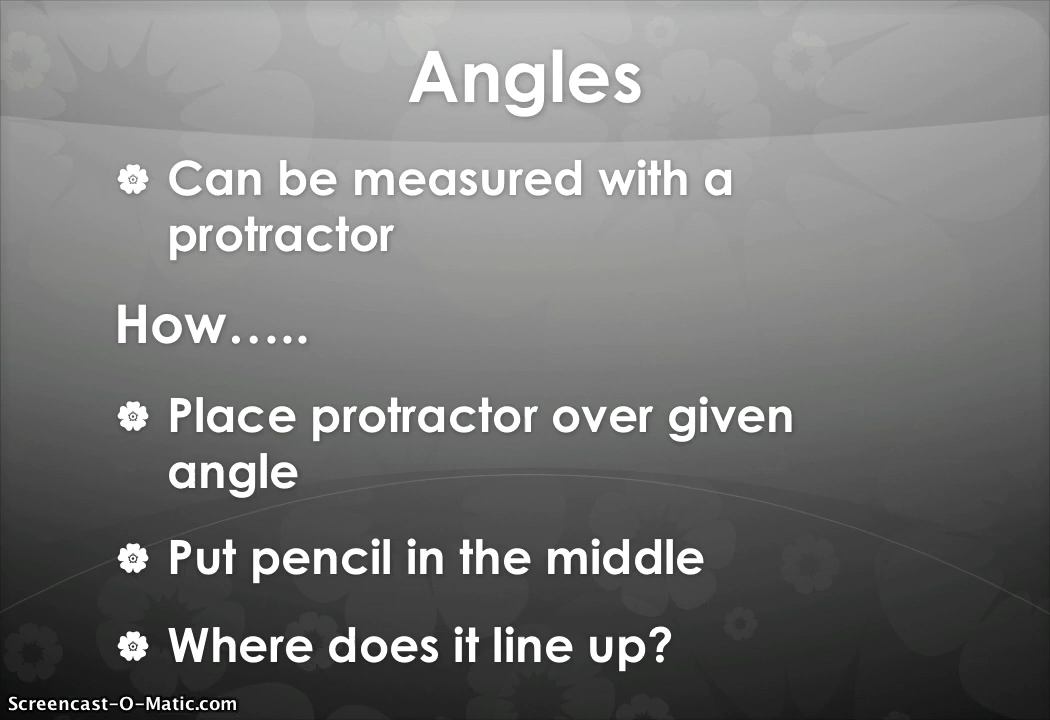 Angles
Can be measured with a
protractor
How…..
Place protractor over given
angle
Put pencil in the middle
Where does it line up?
Screencast-O-Matic.com